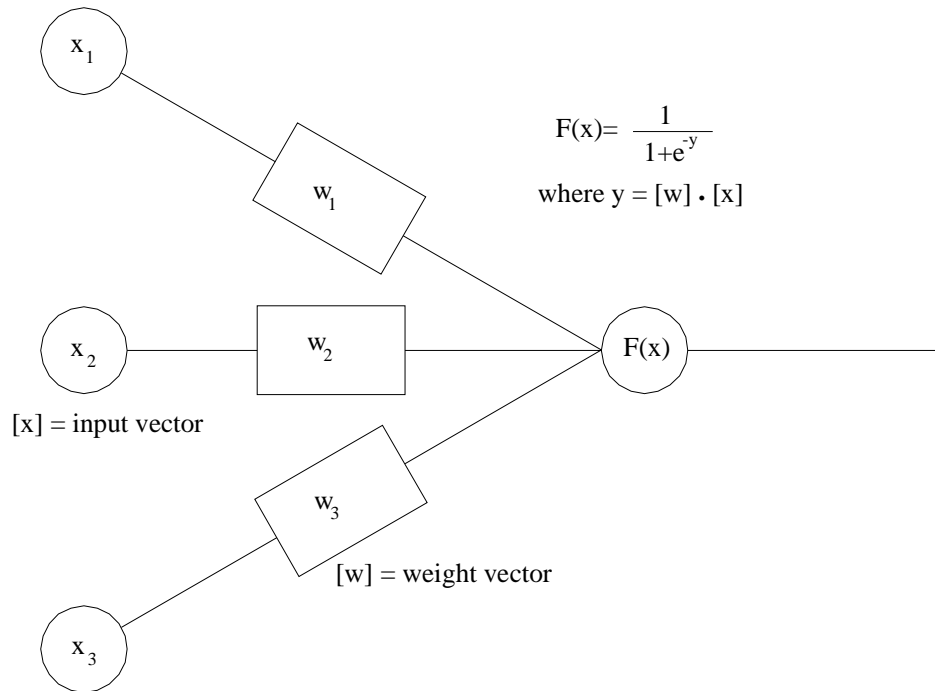 x1
F(x)= 1
1+e^-y
where y = [w] · [x]
w1
x2
w2
F(x)
[x] = input vector
w3
[w] = weight vector
x3